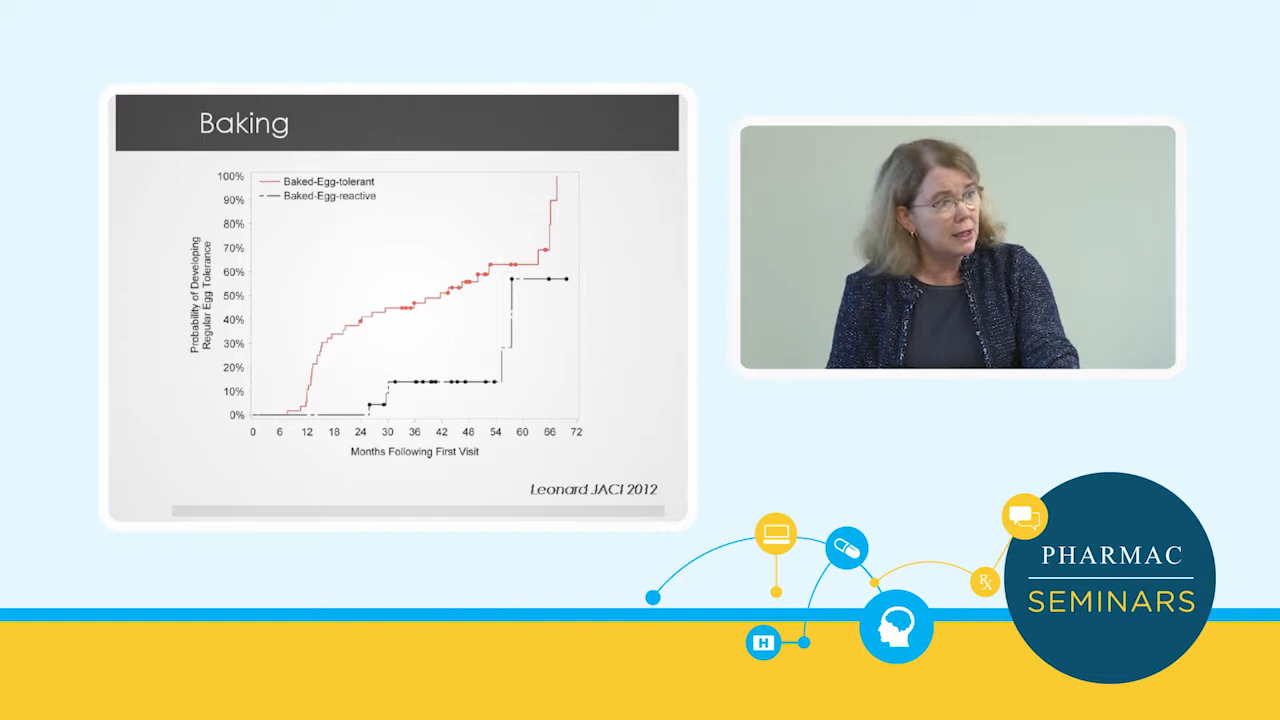 Baking
100%
90%
80%
70%
60%
50%
40%
30%
20%
10%
0%
Baked-Egg-tolerant
Baked-Egg-reactive
Probability of Developing
Regular Egg Tolerance
0 6 12 18 24 30 36 42 48 54 60 66 72
Months Following First Visit
Leonard JACI 2012
H
Rx
PHARMAC
SEMINARS